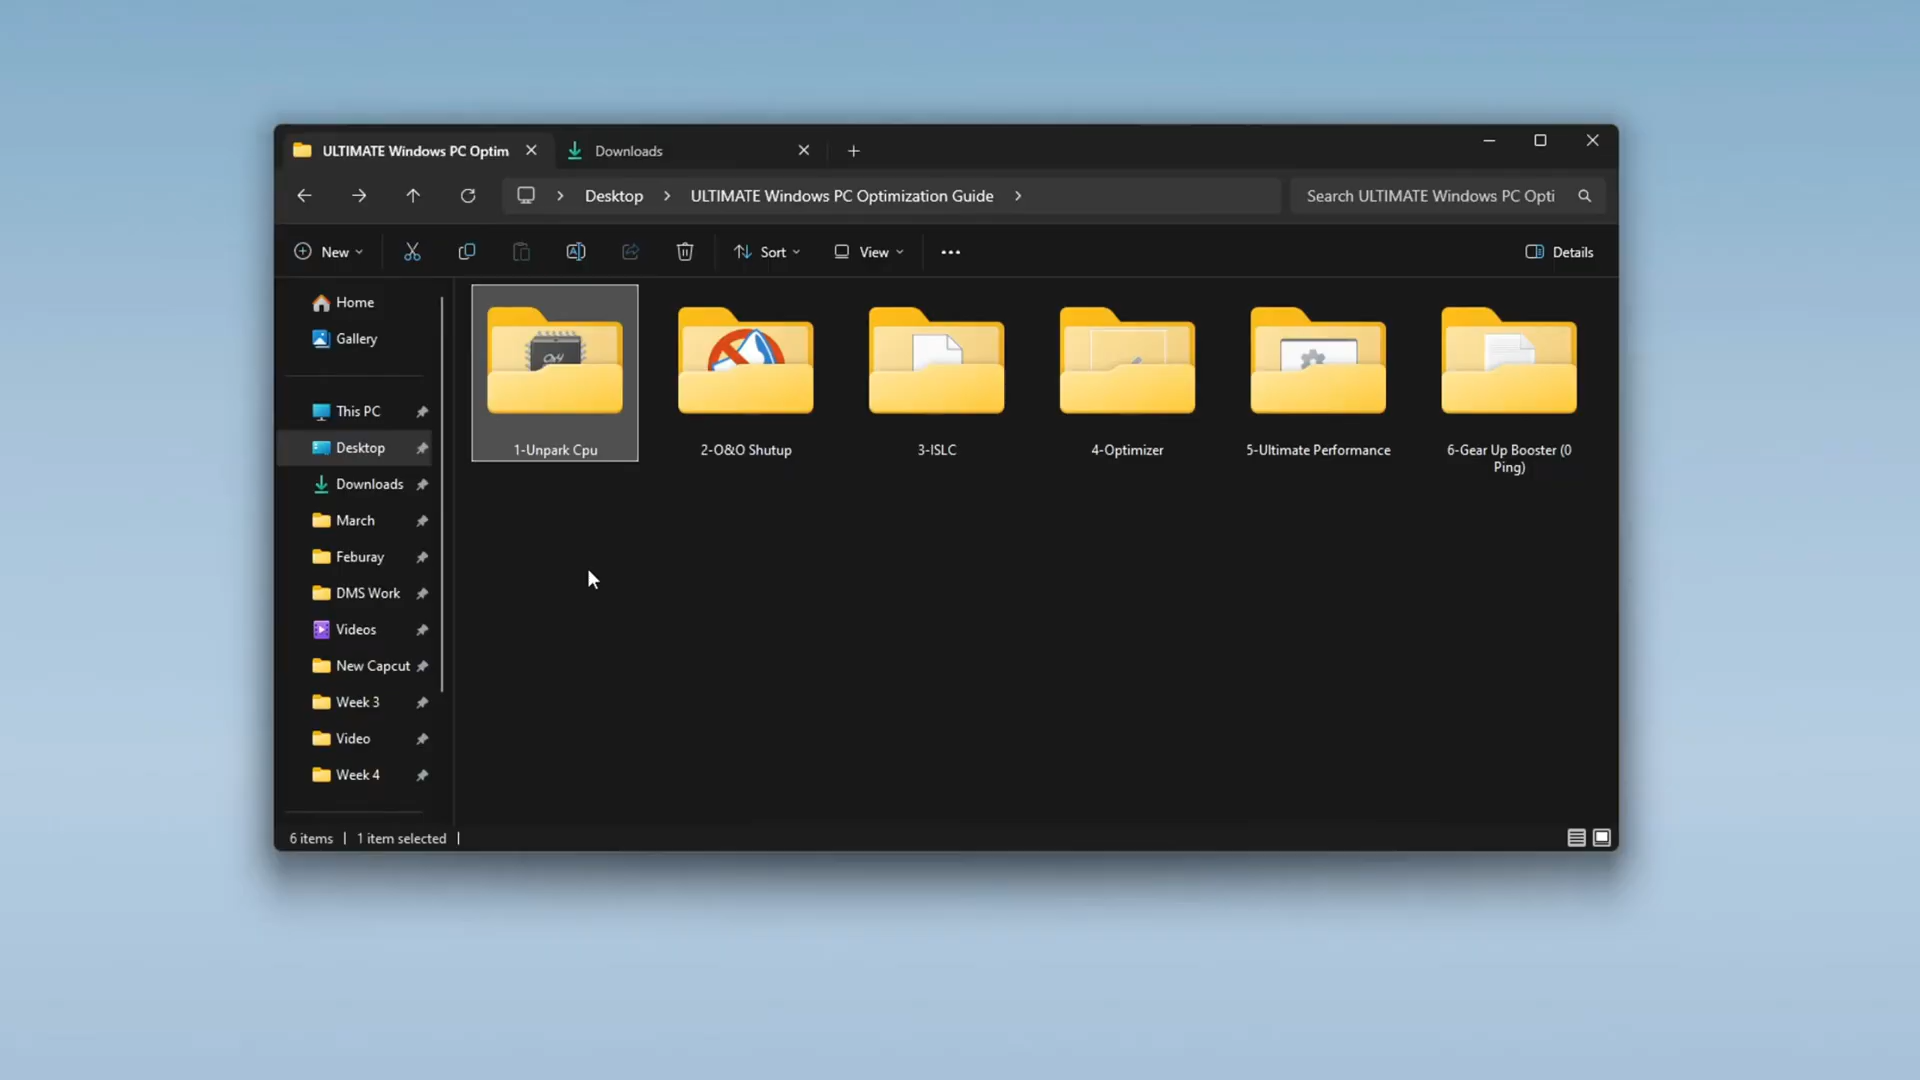 ULTIMATE Windows PC Optim
Downloads
Desktop
ULTIMATE Windows PC Optimization Guide
Search ULTIMATE Windows PC Opti
New
Sort
View
Details
Home
Gallery
This PC
Desktop
Downloads
March
Feburay
DMS Work
Videos
New Capcut
Week 3
Video
Week 4
1-Unpark Cpu
2-O&O Shutup
3-ISLC
4-Optimizer
5-Ultimate Performance
6-Gear Up Booster (0
Ping)
6 items
1 item selected